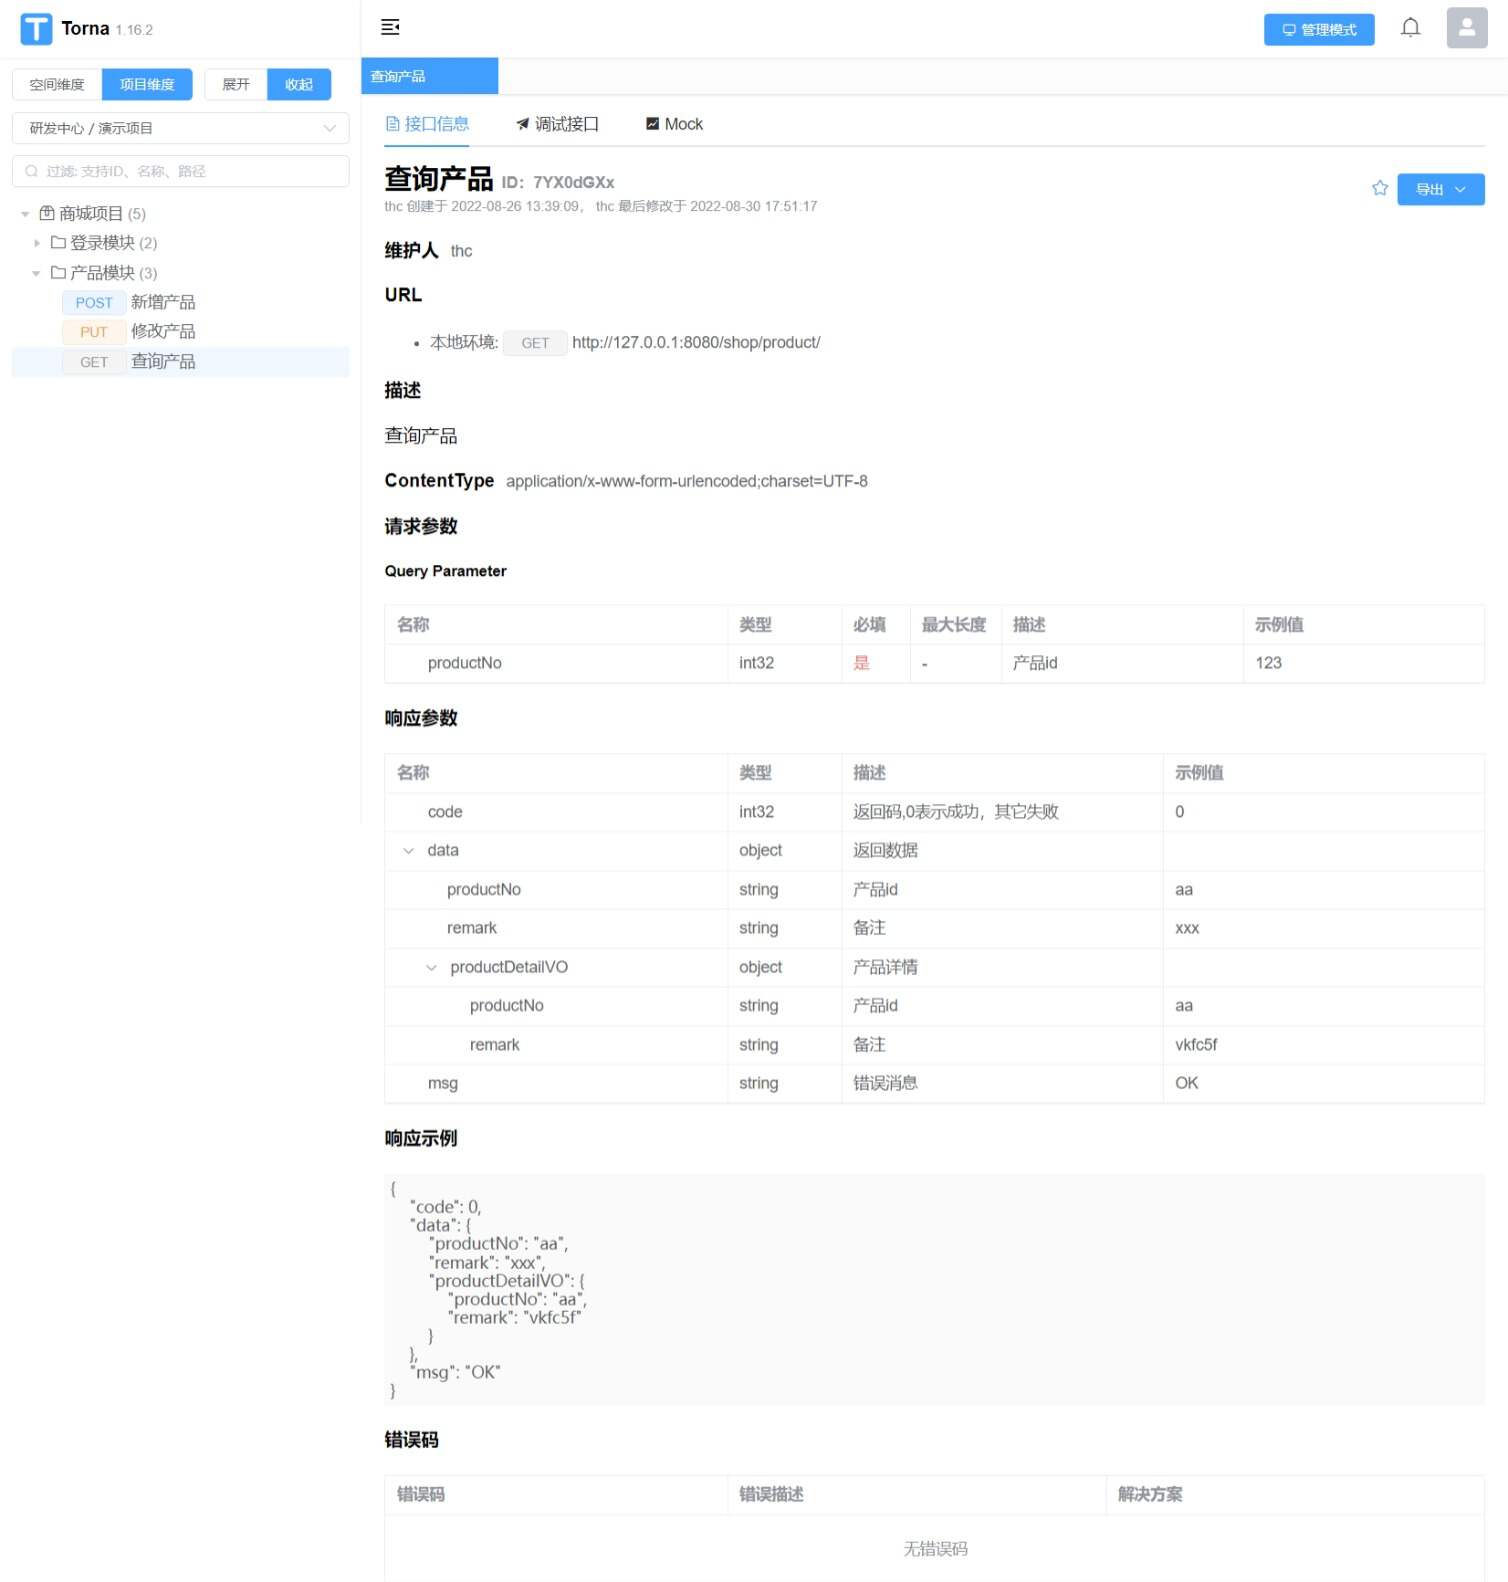 Torna 1.16.2
管理模式
空间维度 项目维度 展开 收起
研发中心 / 演示项目
过滤: 支持ID、名称、路径
商城项目 (5)
登录模块 (2)
产品模块 (3)
POST 新增产品
PUT 修改产品
GET 查询产品
查询产品
接口信息 调试接口 Mock
查询产品 ID：7YX0dGXx
导出
thc 创建于 2022-08-26 13:39:09， thc 最后修改于 2022-08-30 17:51:17
维护人 thc
URL
• 本地环境: GET http://127.0.0.1:8080/shop/product/
描述
查询产品
ContentType application/x-www-form-urlencoded;charset=UTF-8
请求参数
Query Parameter
名称 类型 必填 最大长度 描述 示例值
productNo int32 是 - 产品id 123
响应参数
名称 类型 描述 示例值
code int32 返回码,0表示成功，其它失败 0
data object 返回数据
productNo string 产品id aa
remark string 备注 xxx
productDetailVO object 产品详情
productNo string 产品id aa
remark string 备注 vkfc5f
msg string 错误消息 OK
响应示例
{
"code": 0,
"data": {
"productNo": "aa",
"remark": "xxx",
"productDetailVO": {
"productNo": "aa",
"remark": "vkfc5f"
}
},
"msg": "OK"
}
错误码
错误码 错误描述 解决方案
无错误码